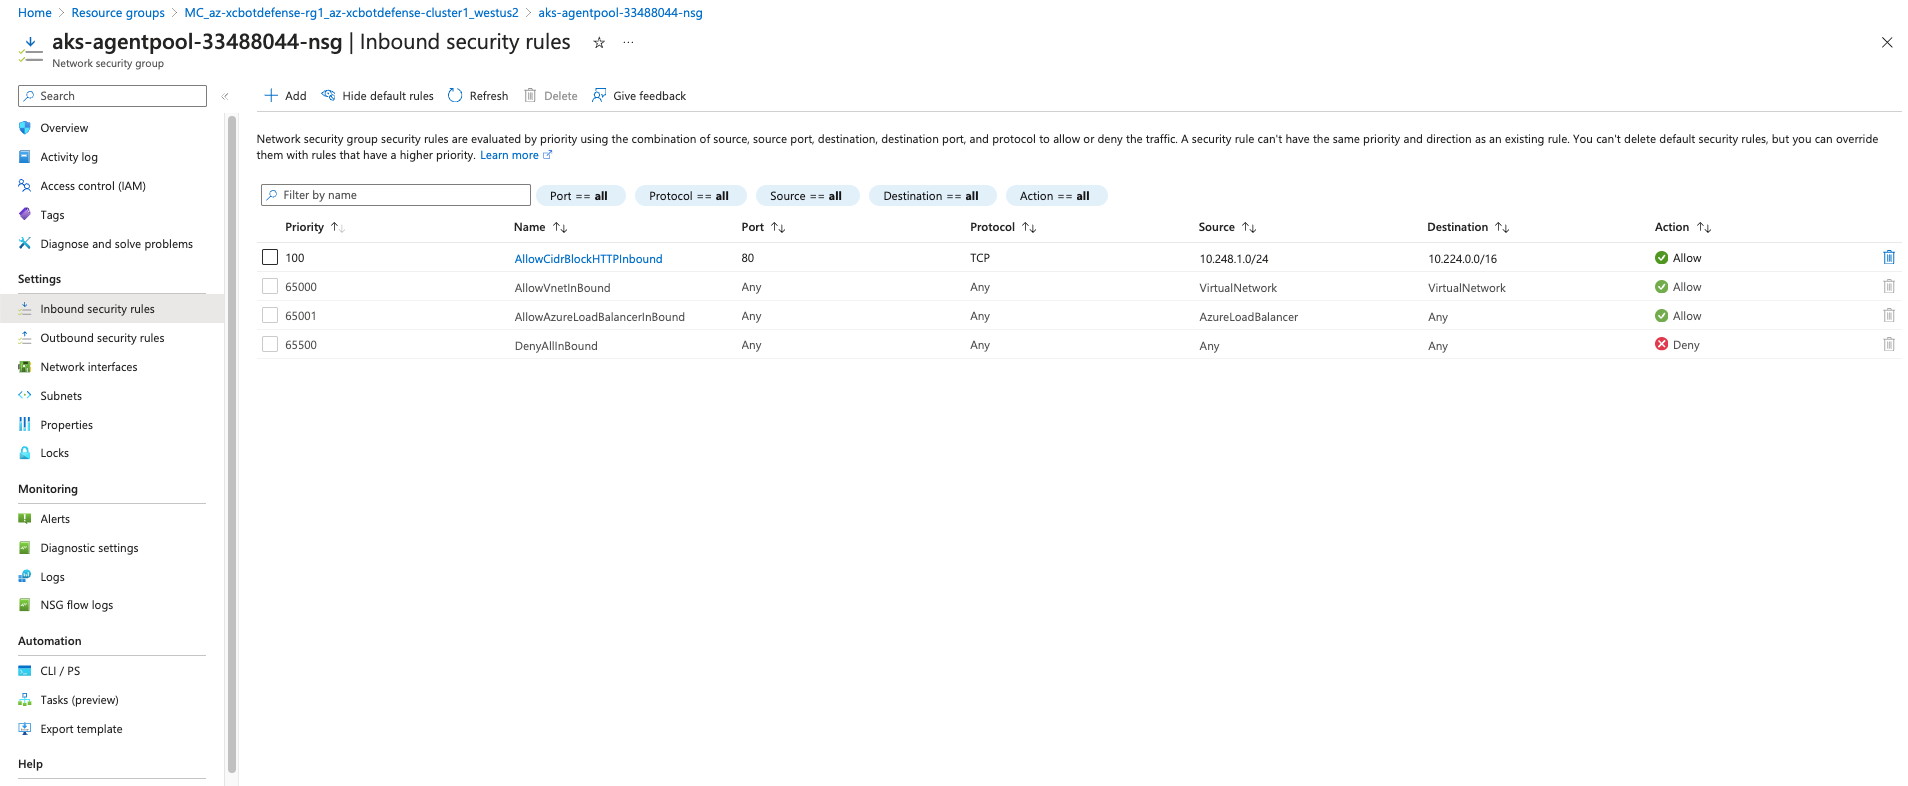 Home > Resource groups > MC_az-xcbotdefense-rg1_az-xcbotdefense-cluster1_westus2 > aks-agentpool-33488044-nsg
aks-agentpool-33488044-nsg | Inbound security rules ☆ ...
Network security group
Search
Overview
Activity log
Access control (IAM)
Tags
Diagnose and solve problems
Settings
Inbound security rules
Outbound security rules
Network interfaces
Subnets
Properties
Locks
Monitoring
Alerts
Diagnostic settings
Logs
NSG flow logs
Automation
CLI / PS
Tasks (preview)
Export template
Help
Add Hide default rules Refresh Delete Give feedback
Network security group security rules are evaluated by priority using the combination of source, source port, destination, destination port, and protocol to allow or deny the traffic. A security rule can't have the same priority and direction as an existing rule. You can't delete default security rules, but you can override
them with rules that have a higher priority. Learn more
Filter by name Port == all Protocol == all Source == all Destination == all Action == all
Priority ↑↓ Name ↑↓ Port ↑↓ Protocol ↑↓ Source ↑↓ Destination ↑↓ Action ↑↓
100 AllowCidrBlockHTTPInbound 80 TCP 10.248.1.0/24 10.224.0.0/16 Allow
65000 AllowVnetInBound Any Any VirtualNetwork VirtualNetwork Allow
65001 AllowAzureLoadBalancerInBound Any Any AzureLoadBalancer Any Allow
65500 DenyAllInBound Any Any Any Any Deny